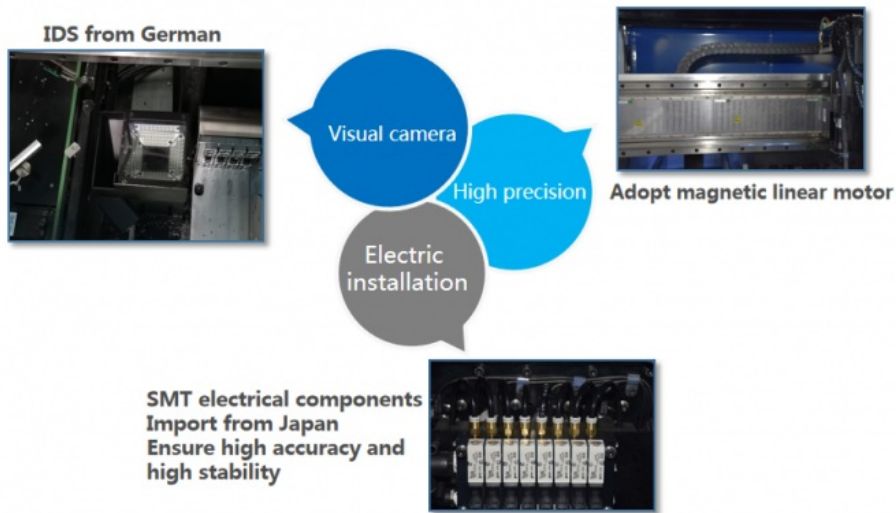 IDS from German
Visual camera
High precision
Adopt magnetic linear motor
Electric
installation
SMT electrical components
Import from Japan
Ensure high accuracy and
high stability